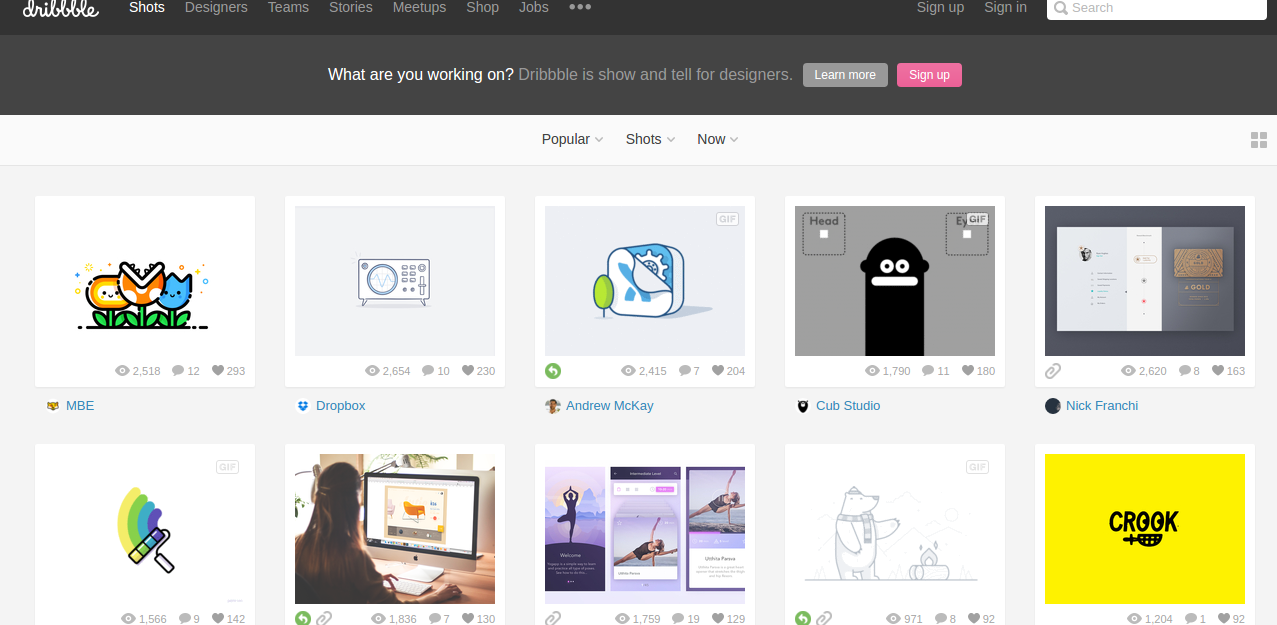 dribbble Shots Designers Teams Stories Meetups Shop Jobs ••• Sign up Sign in Search
What are you working on? Dribbble is show and tell for designers. Learn more Sign up
Popular Shots Now
GIF
Head
GIF
A GOLD
2,518 12 293
2,654 10 230
2,415 7 204
1,790 11 180
2,620 8 163
MBE
Dropbox
Andrew McKay
Cub Studio
Nick Franchi
GIF
Intermediate Level
Welcome
Utthita Parsva
Utthita Parsva
GIF
CROOK
1,566 9 142
1,836 7 130
1,759 19 129
971 8 92
1,204 1 92